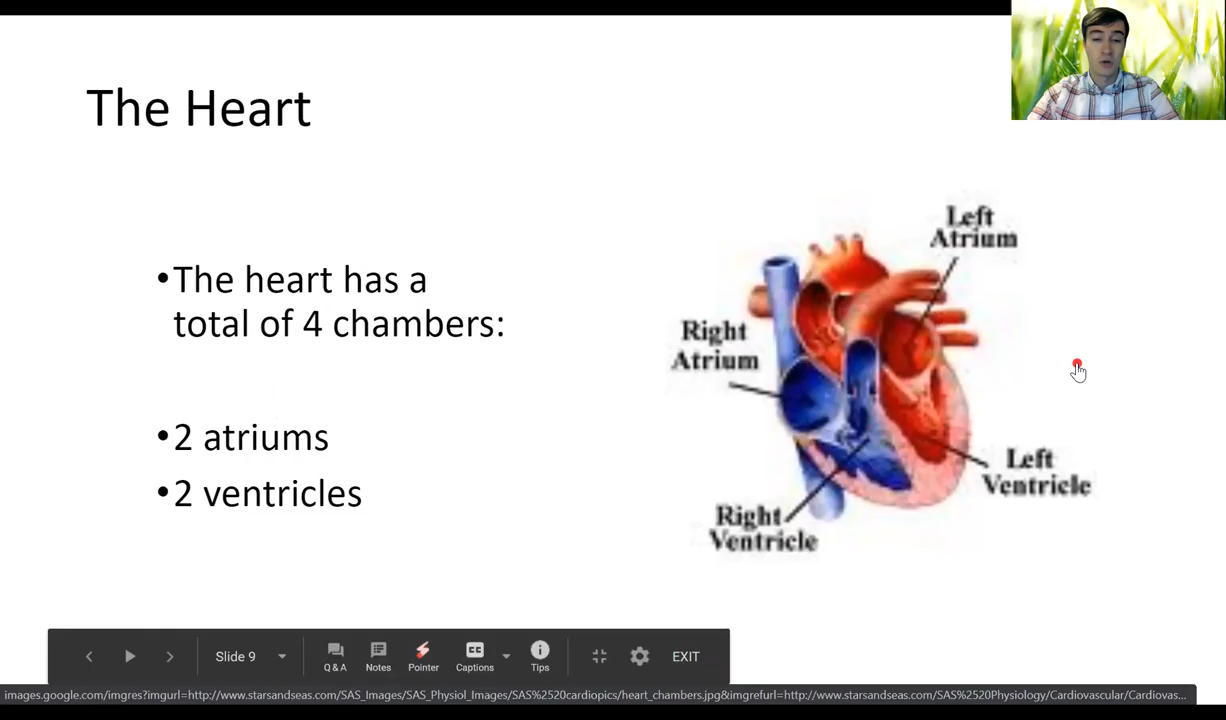 The Heart
•The heart has a
total of 4 chambers:
•2 atriums
•2 ventricles
Left
Atrium
Right
Atrium
Left
Ventricle
Right
Ventricle
Slide 9
Q & A
Notes
Pointer
CC
Captions
Tips
EXIT
images.google.com/imgres?imgurl=http://www.starsandseas.com/SAS_Images/SAS_Physiol_Images/SAS%2520cardiopics/heart_chambers.jpg&imgrefurl=http://www.starsandseas.com/SAS%2520Physiology/Cardiovascular/Cardiovas...